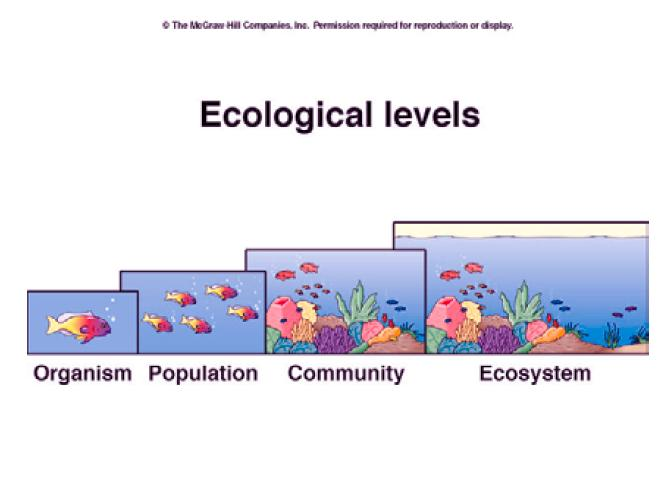 © The McGraw-Hill Companies, Inc. Permission required for reproduction or display.
Ecological levels
Organism Population Community Ecosystem